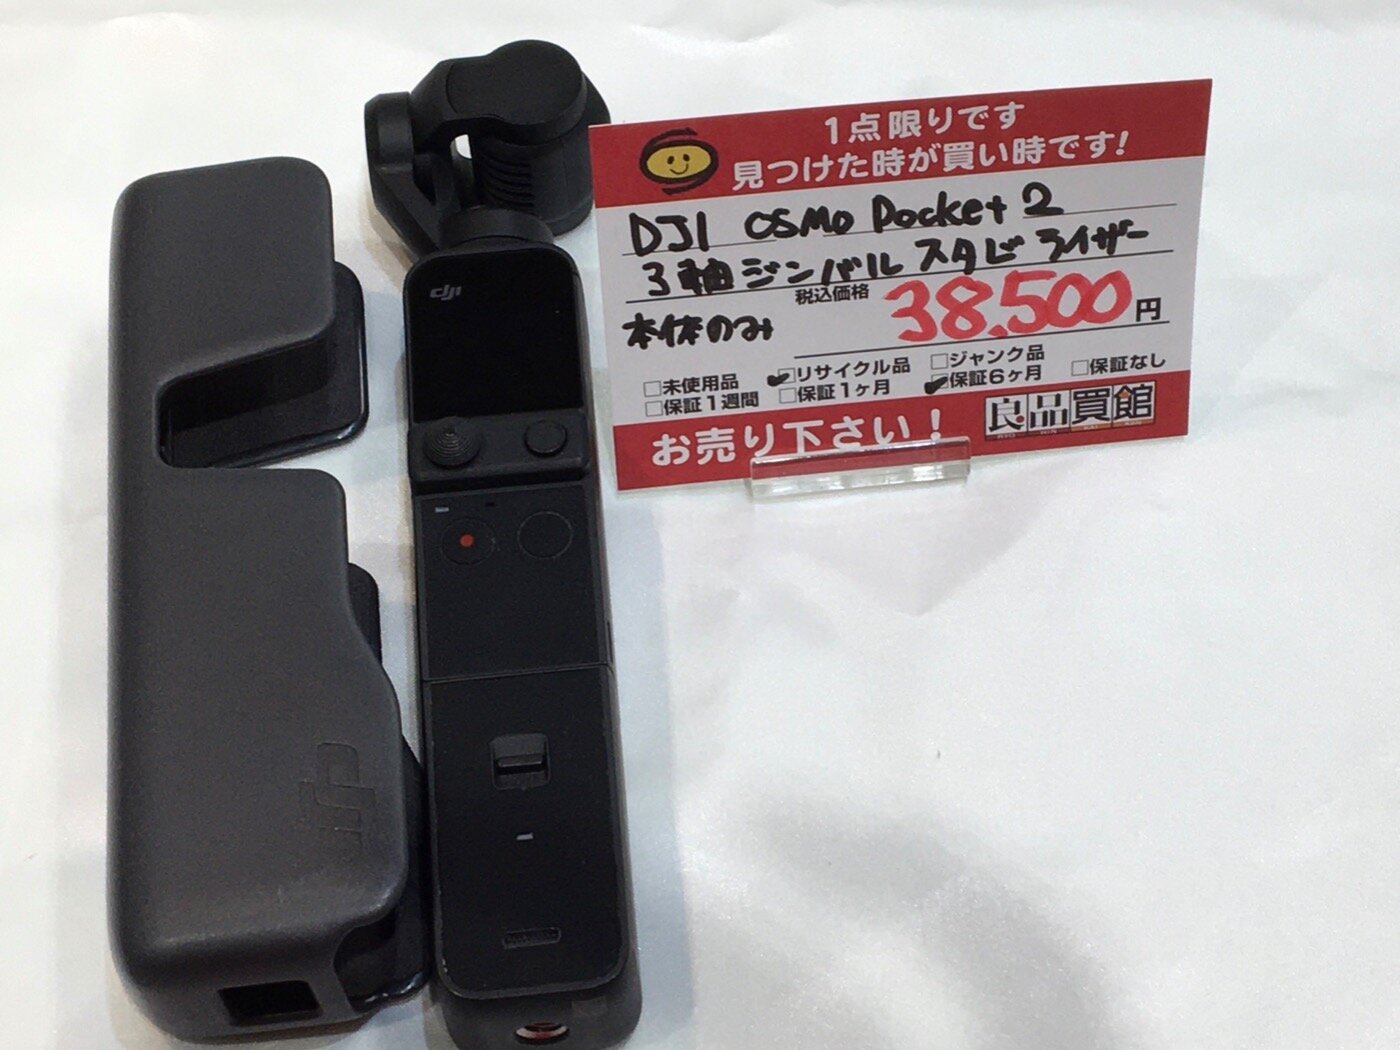 1点限りです
見つけた時が買い時です!
DJI OSMO Pocket 2
3軸ジンバル スタビライザー
税込価格
本体のみ 38,500円
□未使用品 ☑リサイクル品 □ジャンク品
□保証1週間 □保証1ヶ月 ☑保証6ヶ月 □保証なし
お売り下さい! 良品買館
RYO HIN KAI KAN
dji
dji